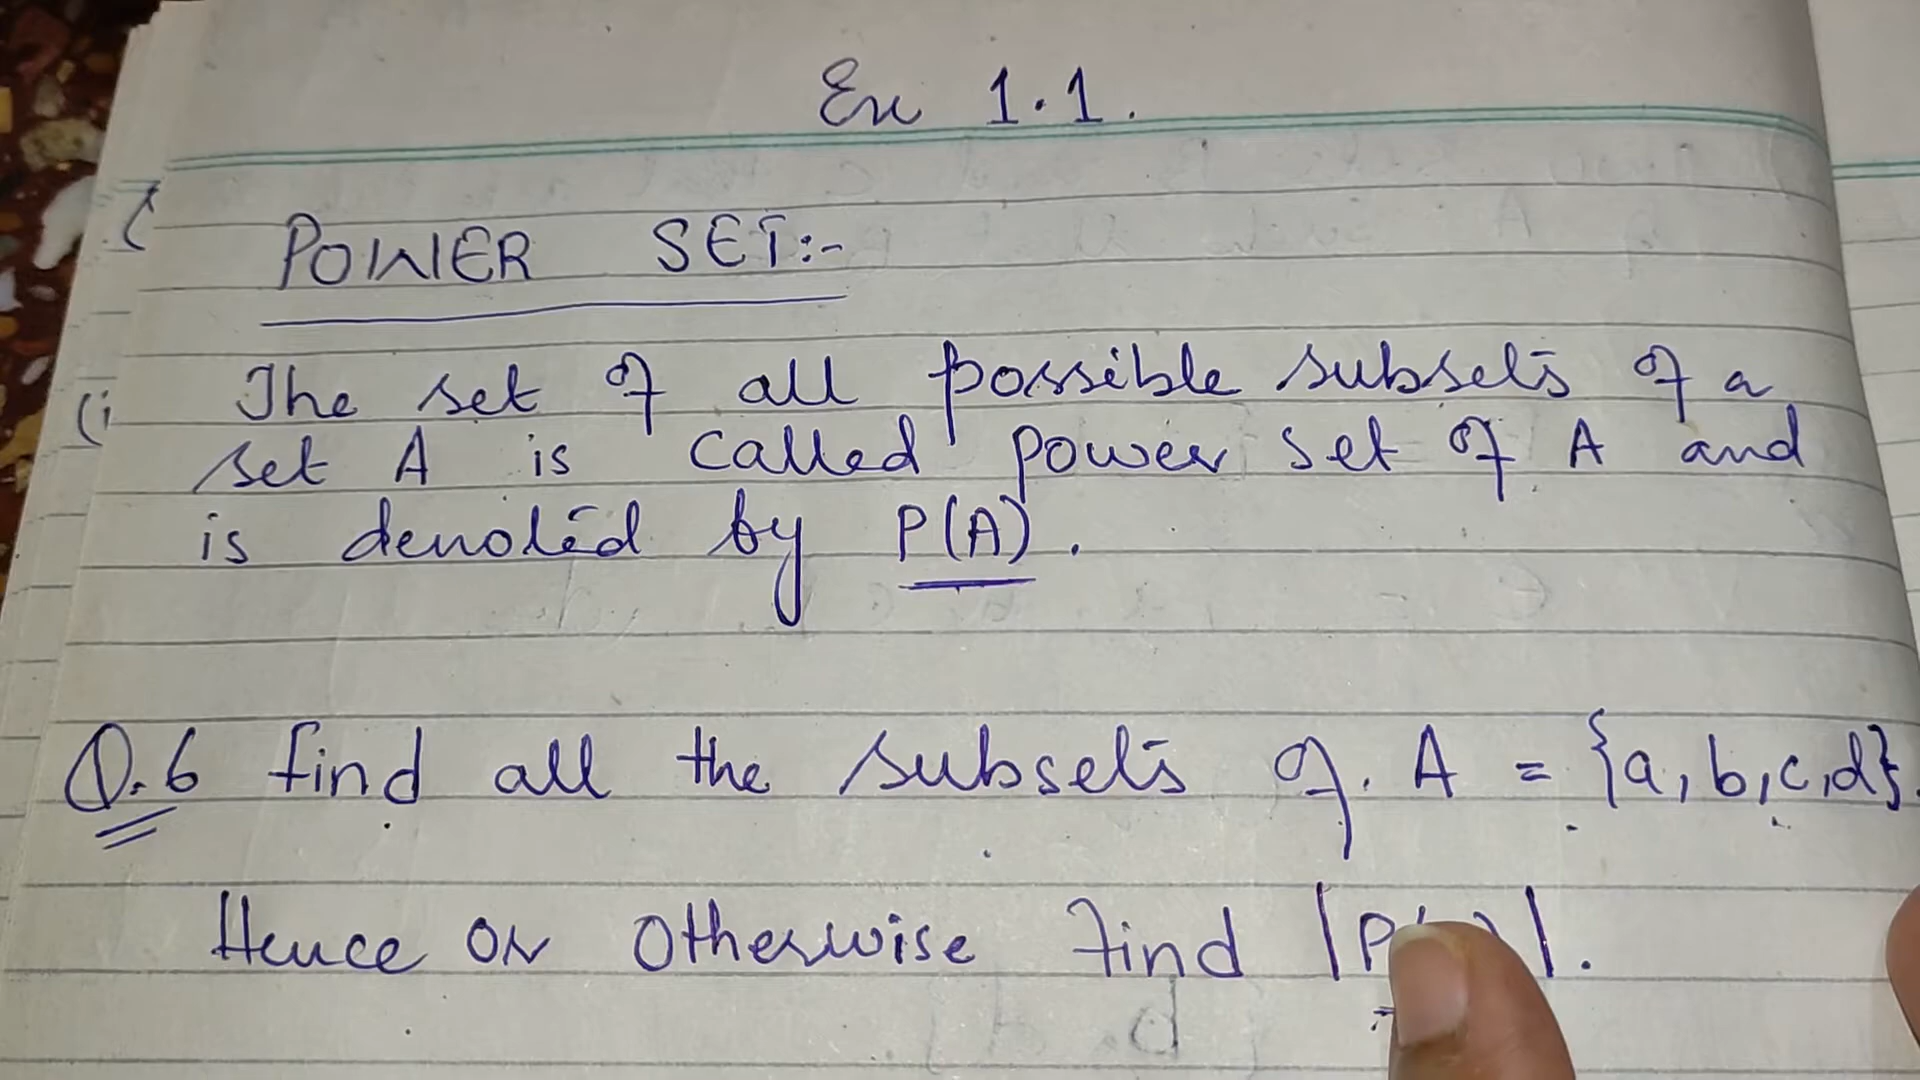 Ex 1.1.
POWER SET:-
The set of all possible subsets of a
set A is called power set of A and
is denoted by P(A).
Q.6 find all the subsets of. A = {a, b, c, d}.
Hence or Otherwise find |P( )|.